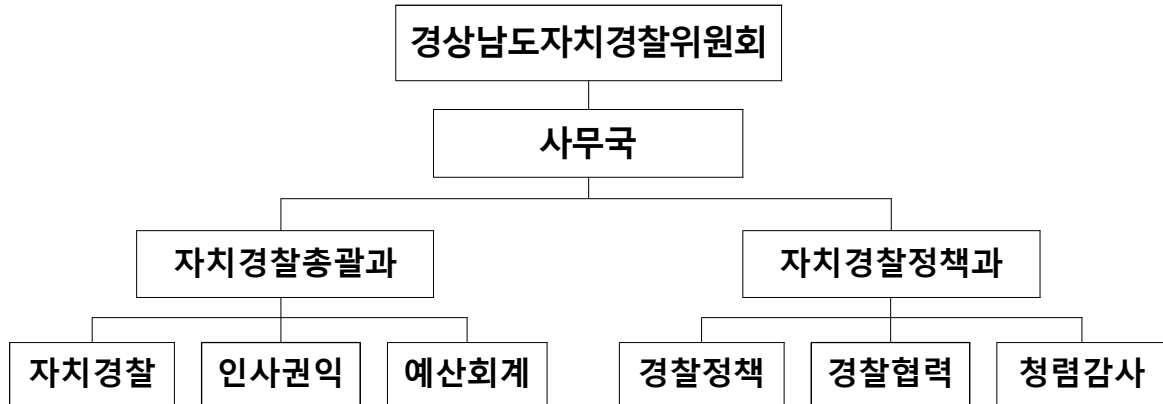 경상남도자치경찰위원회
사무국
자치경찰총괄과
자치경찰정책과
자치경찰
인사권익
예산회계
경찰정책
경찰협력
청렴감사